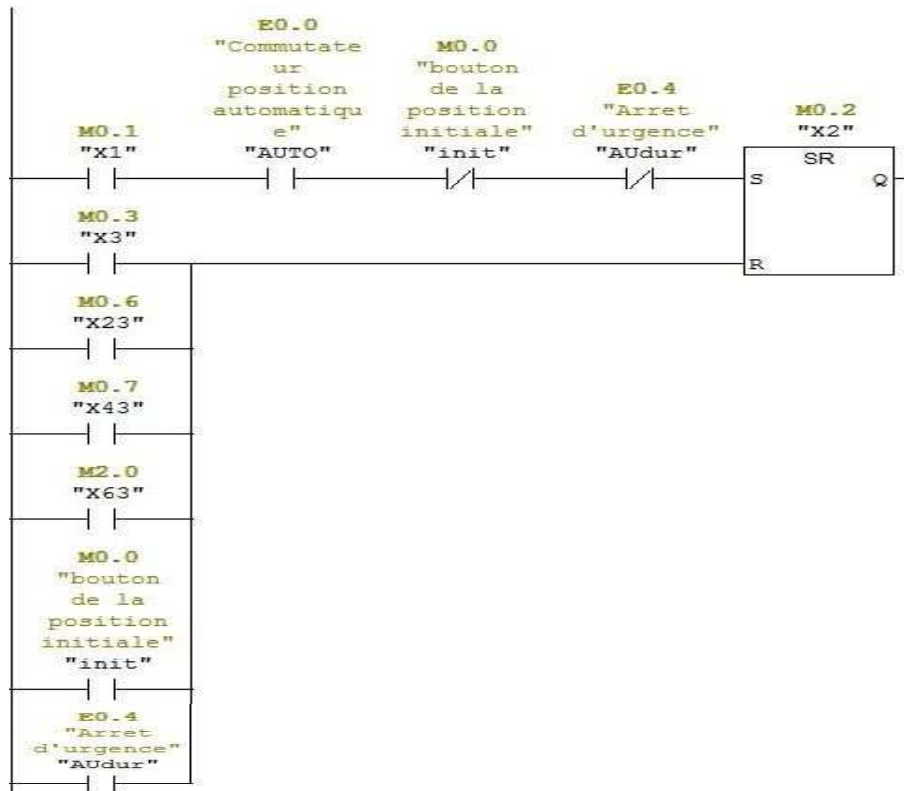 E0.0
"Commutate
ur
position
automatiqu
e"
"AUTO"
M0.0
"bouton
de la
position
initiale"
"init"
E0.4
"Arret
d'urgence"
"AUdur"
M0.2
"X2"
SR
M0.1
"X1"
S
Q
M0.3
"X3"
R
M0.6
"X23"
M0.7
"X43"
M2.0
"X63"
M0.0
"bouton
de la
position
initiale"
"init"
E0.4
"Arret
d'urgence"
"AUdur"